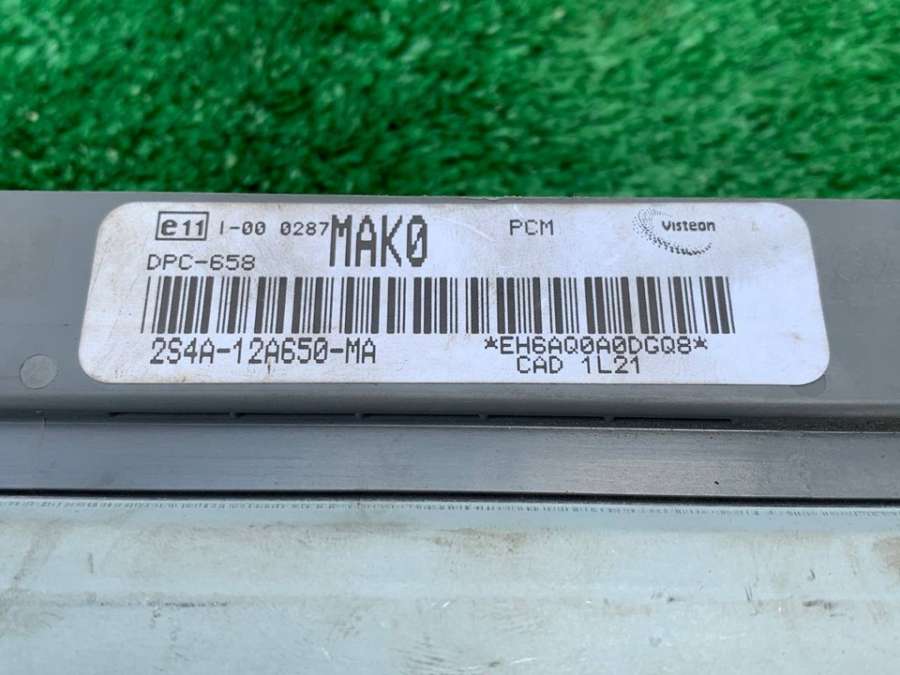 e11 I-00 0287 MAK0 PCM Visteon
DPC-658
2S4A-12A650-MA *EH6AQ0A0DGQ8*
CAD 1L21